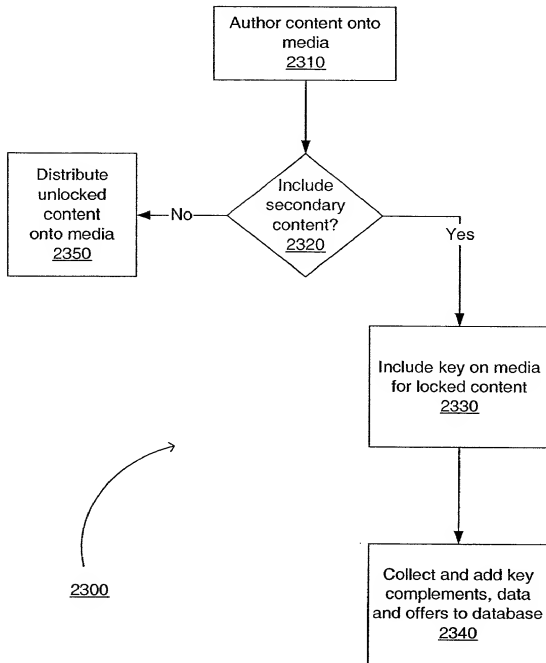 Author content onto
media
2310
Include
secondary
content?
2320
No
Yes
Distribute
unlocked
content
onto media
2350
Include key on media
for locked content
2330
Collect and add key
complements, data
and offers to database
2340
2300